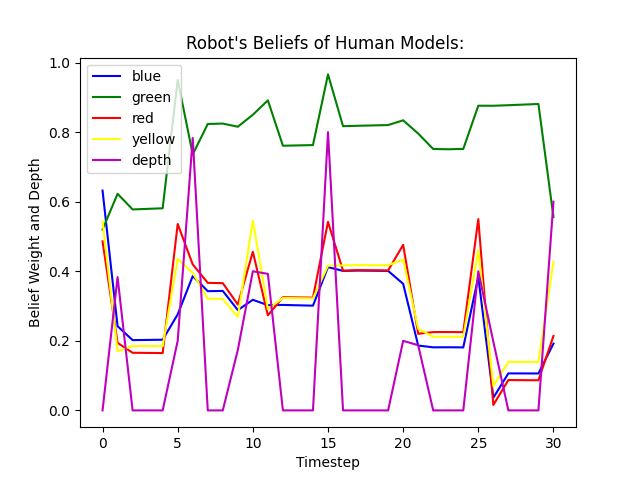 Robot's Beliefs of Human Models:
Belief Weight and Depth
1.0
0.8
0.6
0.4
0.2
0.0
blue
green
red
yellow
depth
0 5 10 15 20 25 30
Timestep